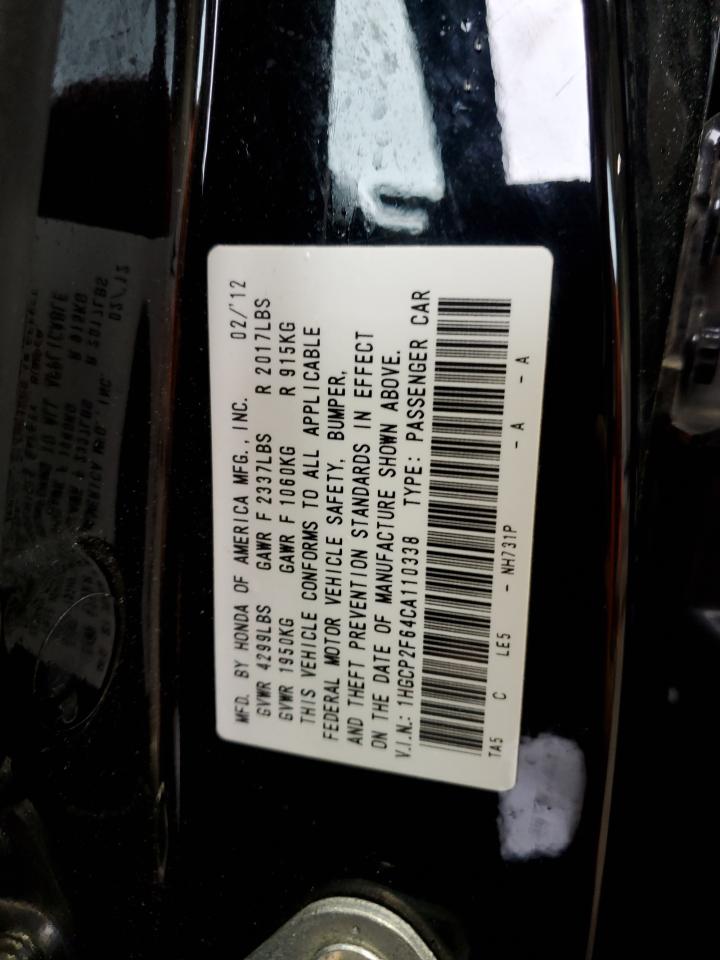 MFD. BY HONDA OF AMERICA MFG., INC. 02/'12
GVWR 4299LBS GAWR F 2337LBS R 2017LBS
GVWR 1950KG GAWR F 1060KG R 915KG
THIS VEHICLE CONFORMS TO ALL APPLICABLE
FEDERAL MOTOR VEHICLE SAFETY, BUMPER,
AND THEFT PREVENTION STANDARDS IN EFFECT
ON THE DATE OF MANUFACTURE SHOWN ABOVE.
V.I.N.: 1HGCP2F64CA110338 TYPE: PASSENGER CAR
TA5 C LE5 - NH731P - A - A